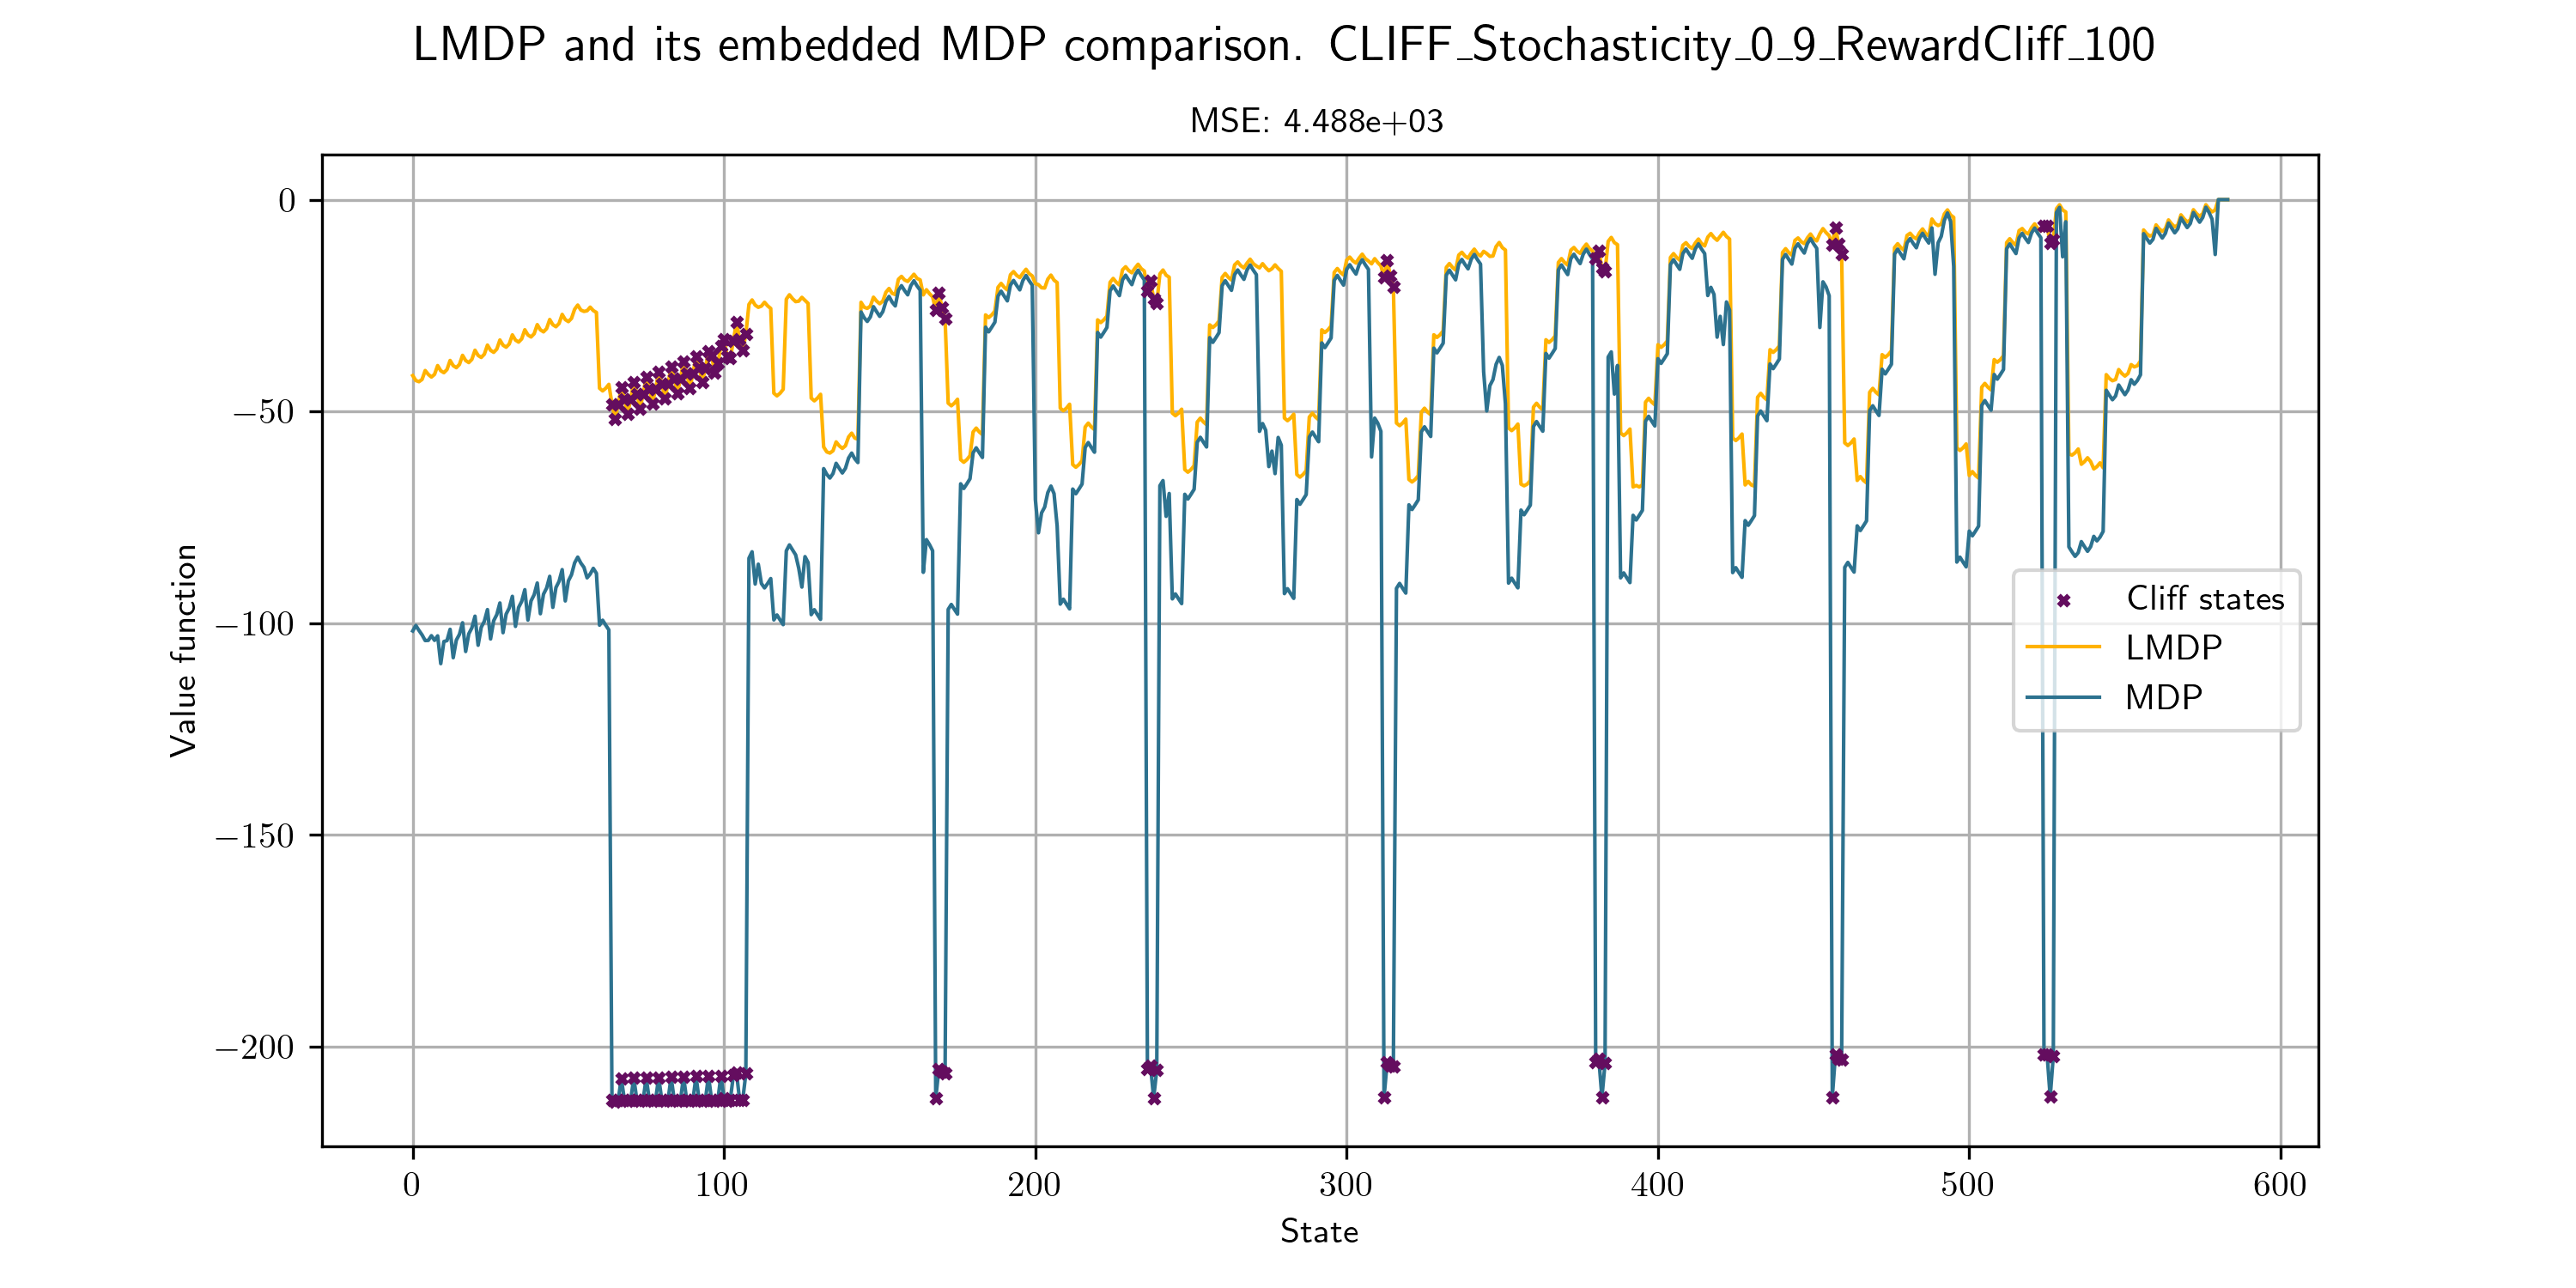 LMDP and its embedded MDP comparison. CLIFF_Stochasticity_0_9_RewardCliff_100
MSE: 4.488e+03
Value function
0
−50
−100
−150
−200
Cliff states
LMDP
MDP
0 100 200 300 400 500 600
State